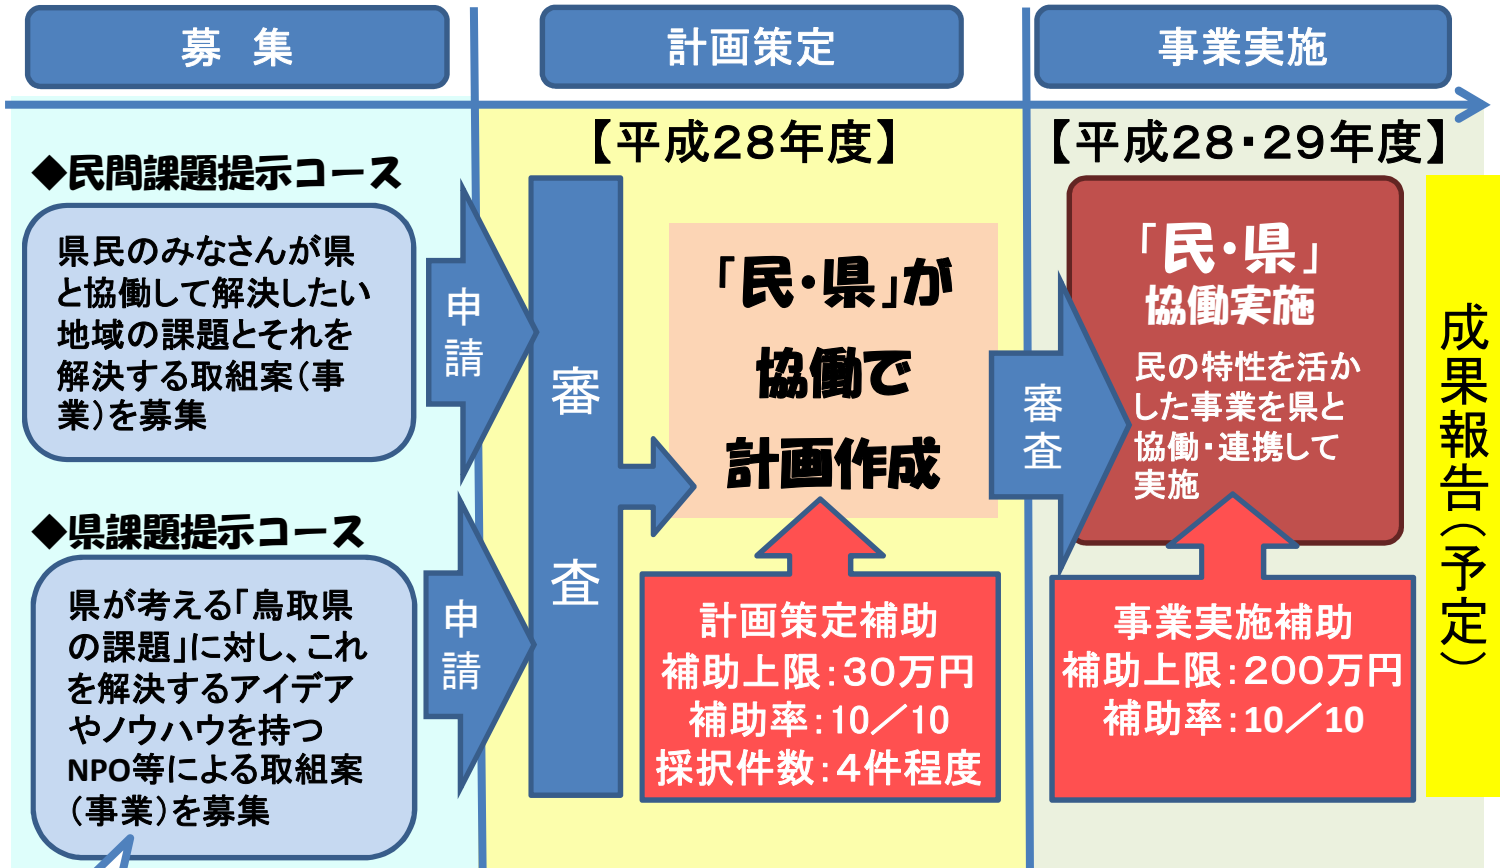 募 集
計画策定
事業実施
【平成28年度】
【平成28・29年度】
◆民間課題提示コース
県民のみなさんが県
と協働して解決したい
地域の課題とそれを
解決する取組案(事
業)を募集
申請
◆県課題提示コース
県が考える「鳥取県
の課題」に対し、これ
を解決するアイデア
やノウハウを持つ
NPO等による取組案
(事業)を募集
申請
審査
「民・県」が
協働で
計画作成
計画策定補助
補助上限:30万円
補助率:10/10
採択件数:4件程度
審査
「民・県」
協働実施
民の特性を活か
した事業を県と
協働・連携して
実施
事業実施補助
補助上限:200万円
補助率:10/10
成果報告(予定)